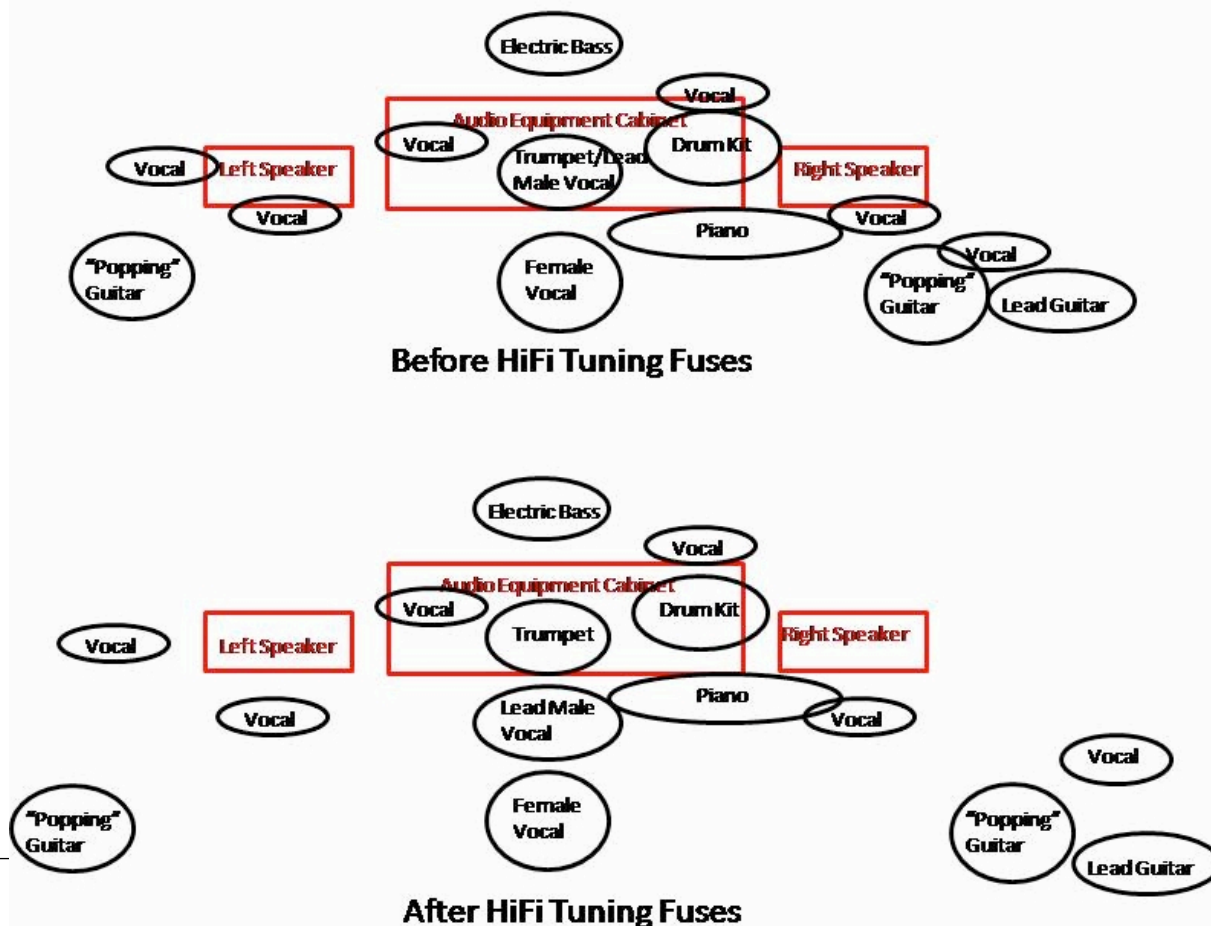 Electric Bass
Vocal
Audio Equipment Cabinet
Vocal
Drum Kit
Trumpet/Lead
Male Vocal
Vocal
Left Speaker
Right Speaker
Vocal
Vocal
Piano
Vocal
"Popping"
Guitar
Female
Vocal
"Popping"
Guitar
Lead Guitar
Before HiFi Tuning Fuses
Electric Bass
Vocal
Audio Equipment Cabinet
Vocal
Drum Kit
Trumpet
Vocal
Left Speaker
Right Speaker
Vocal
Lead Male
Vocal
Piano
Vocal
Vocal
"Popping"
Guitar
Female
Vocal
"Popping"
Guitar
Lead Guitar
After HiFi Tuning Fuses